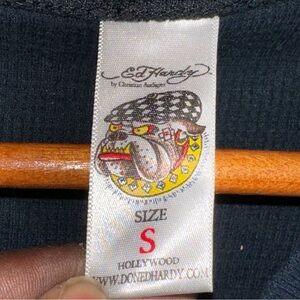 Ed Hardy
by Christian Audigier
SIZE
S
HOLLYWOOD
WWW.DONEDHARDY.COM